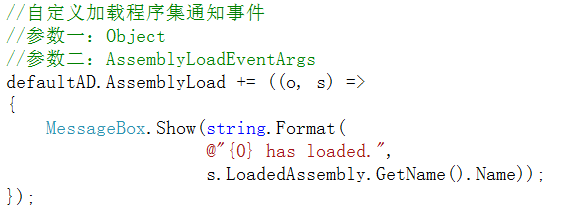 //自定义加载程序集通知事件
//参数一：Object
//参数二：AssemblyLoadEventArgs
defaultAD.AssemblyLoad += ((o, s) =>
{
    MessageBox.Show(string.Format(
                    @"{0} has loaded.",
                    s.LoadedAssembly.GetName().Name));
});